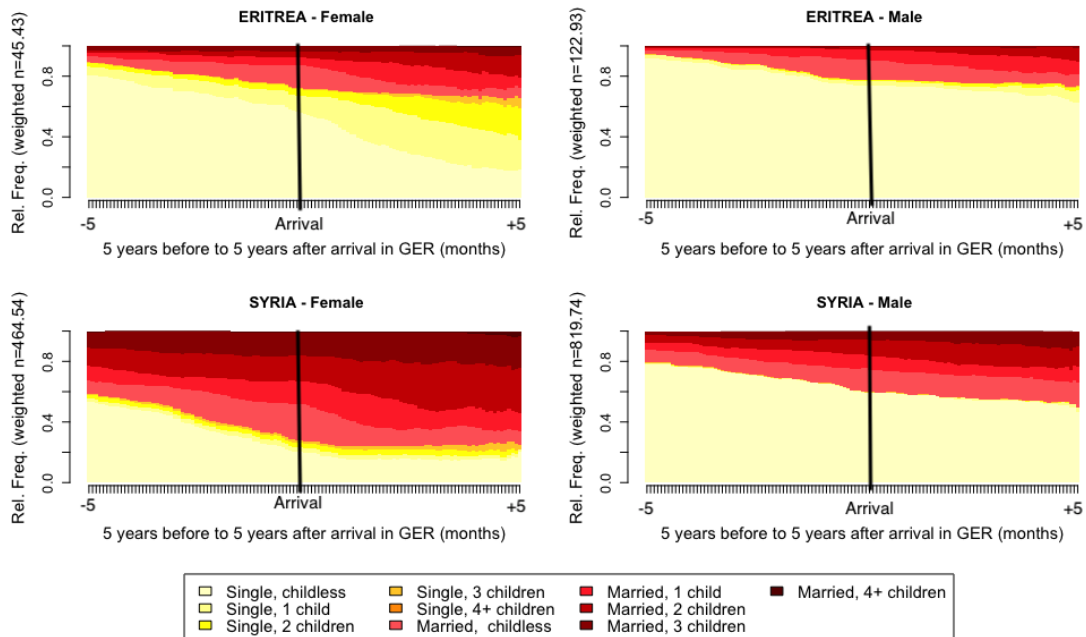 ERITREA - Female
Rel. Freq. (weighted n=45.43)
0.0 0.4 0.8
-5 Arrival +5
5 years before to 5 years after arrival in GER (months)
ERITREA - Male
Rel. Freq. (weighted n=122.93)
0.0 0.4 0.8
-5 Arrival +5
5 years before to 5 years after arrival in GER (months)
SYRIA - Female
Rel. Freq. (weighted n=464.54)
0.0 0.4 0.8
-5 Arrival +5
5 years before to 5 years after arrival in GER (months)
SYRIA - Male
Rel. Freq. (weighted n=819.74)
0.0 0.4 0.8
-5 Arrival +5
5 years before to 5 years after arrival in GER (months)
Single, childless
Single, 1 child
Single, 2 children
Single, 3 children
Single, 4+ children
Married, childless
Married, 1 child
Married, 2 children
Married, 3 children
Married, 4+ children